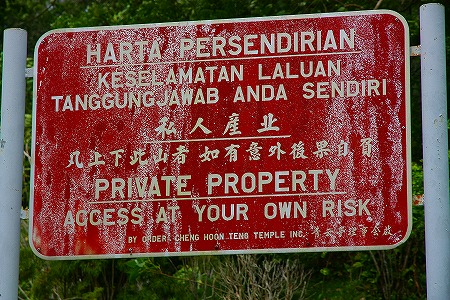 HARTA PERSENDIRIAN
KESELAMATAN LALUAN
TANGGUNGJAWAB ANDA SENDIRI
私人産业
凡上下此山者 如有意外後果自負
PRIVATE PROPERTY
ACCESS AT YOUR OWN RISK
BY ORDER: CHENG HOON TENG TEMPLE INC.